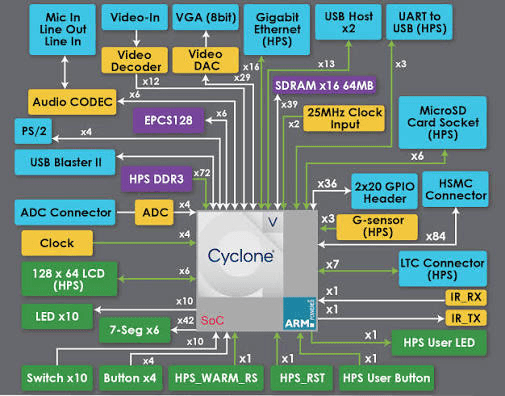 Mic In
Line Out
Line In
Video-In
VGA (8bit)
Gigabit
Ethernet
(HPS)
USB Host
x2
UART to
USB (HPS)
Video
Decoder
Video
DAC
x12
x29
x16
x13
x3
SDRAM x16 64MB
Audio CODEC
x6
EPCS128
x6
x39
x2
25MHz Clock
Input
MicroSD
Card Socket
(HPS)
x6
PS/2
x4
USB Blaster II
HPS DDR3
x72
x36
2x20 GPIO
Header
HSMC
Connector
ADC Connector
ADC
x4
V
x3
G-sensor
(HPS)
x84
Clock
x4
Cyclone®
128 x 64 LCD
(HPS)
x6
x7
LTC Connector
(HPS)
LED x10
x10
x1
IR_RX
7-Seg x6
x42
SoC
ARM
POWERED
x1
IR_TX
x10
x1
HPS User LED
x4
x1
x1
x1
Switch x10
Button x4
HPS_WARM_RS
HPS_RST
HPS User Button